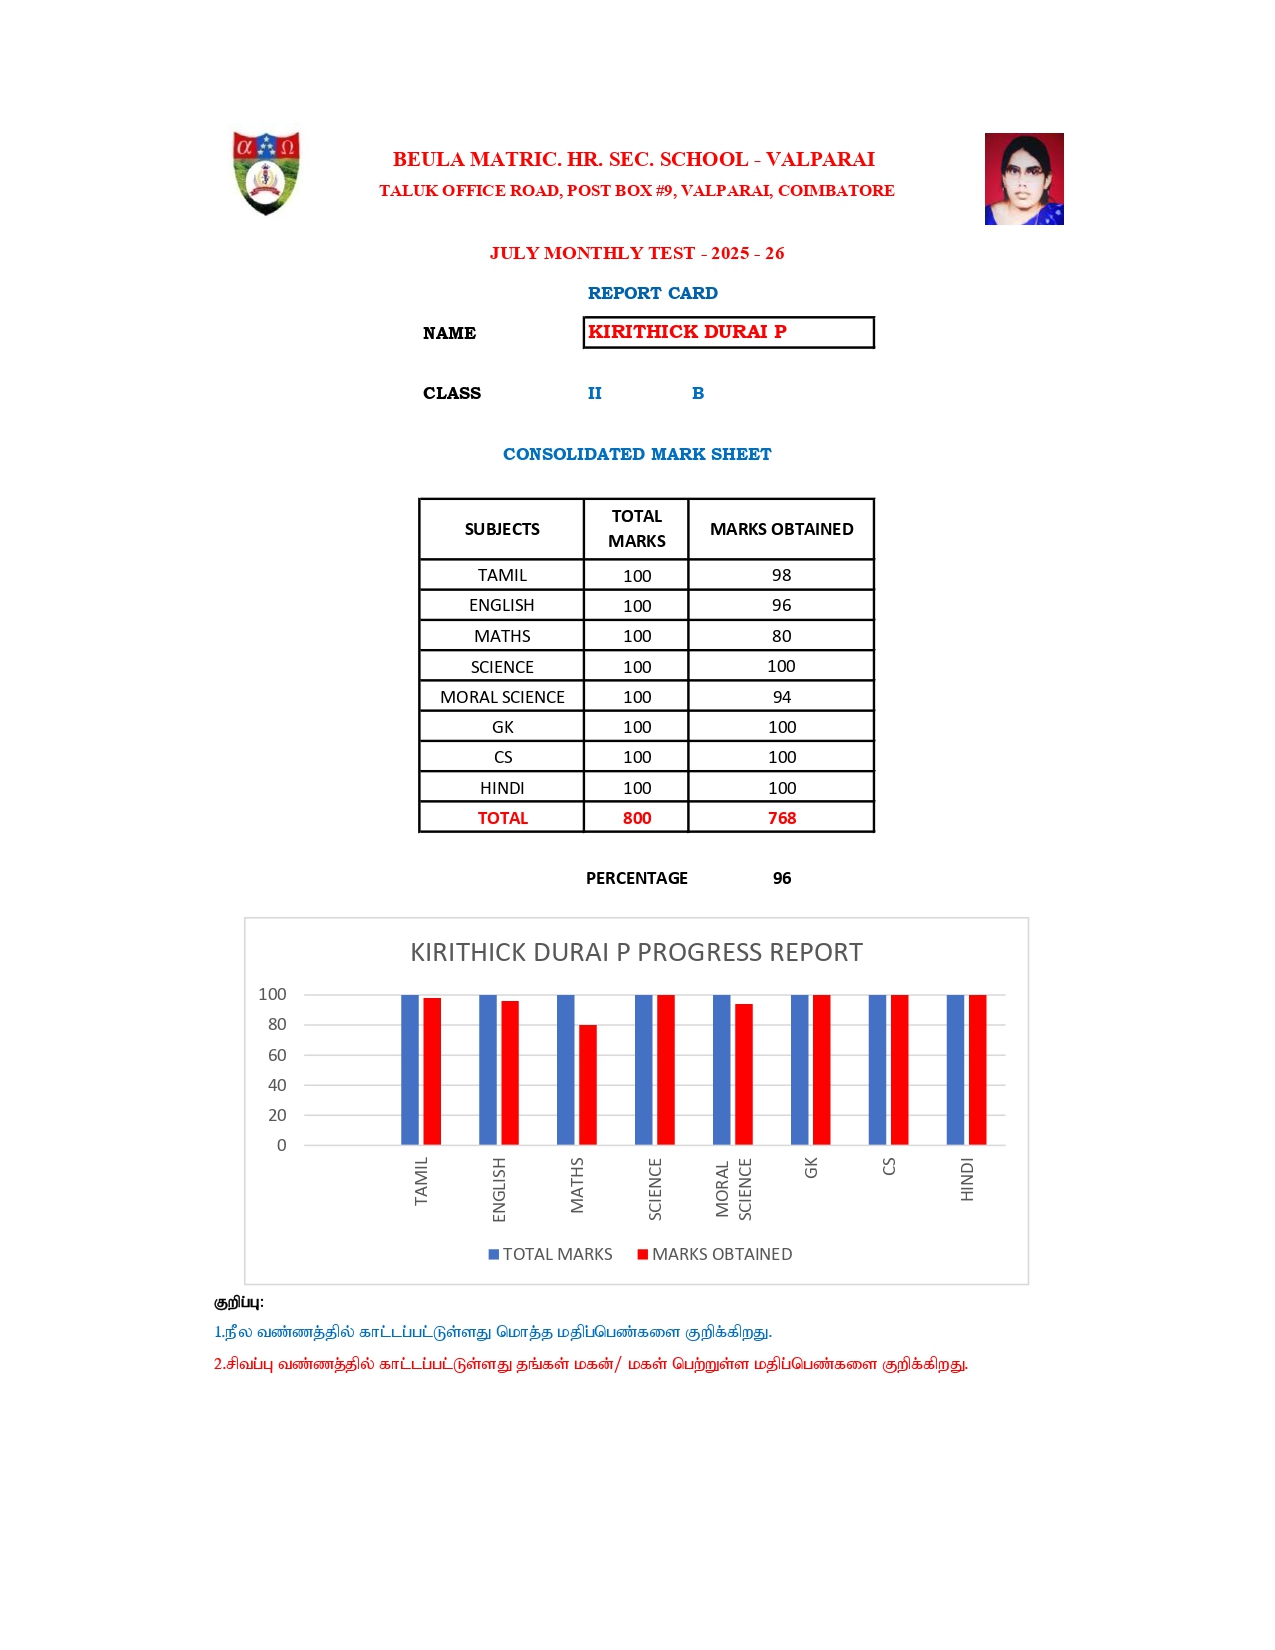 α Ω
BEULA MATRIC. HR. SEC. SCHOOL - VALPARAI
TALUK OFFICE ROAD, POST BOX #9, VALPARAI, COIMBATORE
JULY MONTHLY TEST - 2025 - 26
REPORT CARD
NAME KIRITHICK DURAI P
CLASS II B
CONSOLIDATED MARK SHEET
SUBJECTS TOTAL MARKS MARKS OBTAINED
TAMIL 100 98
ENGLISH 100 96
MATHS 100 80
SCIENCE 100 100
MORAL SCIENCE 100 94
GK 100 100
CS 100 100
HINDI 100 100
TOTAL 800 768
PERCENTAGE 96
KIRITHICK DURAI P PROGRESS REPORT
100
80
60
40
20
0
TAMIL ENGLISH MATHS SCIENCE MORAL SCIENCE GK CS HINDI
TOTAL MARKS MARKS OBTAINED
குறிப்பு:
1.நீல வண்ணத்தில் காட்டப்பட்டுள்ளது மொத்த மதிப்பெண்களை குறிக்கிறது.
2.சிவப்பு வண்ணத்தில் காட்டப்பட்டுள்ளது தங்கள் மகன்/ மகள் பெற்றுள்ள மதிப்பெண்களை குறிக்கிறது.